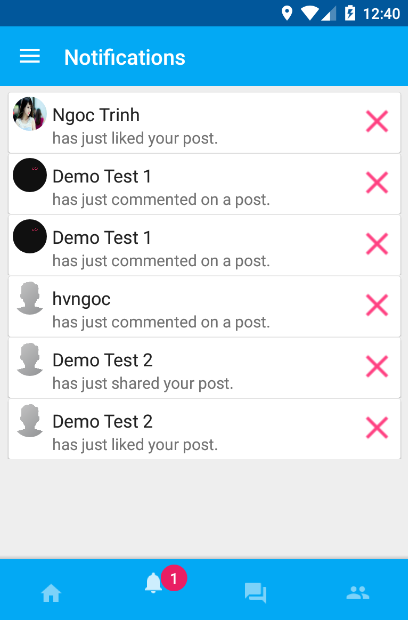 12:40
Notifications
Ngoc Trinh
has just liked your post.
Demo Test 1
has just commented on a post.
Demo Test 1
has just commented on a post.
hvngoc
has just commented on a post.
Demo Test 2
has just shared your post.
Demo Test 2
has just liked your post.
1